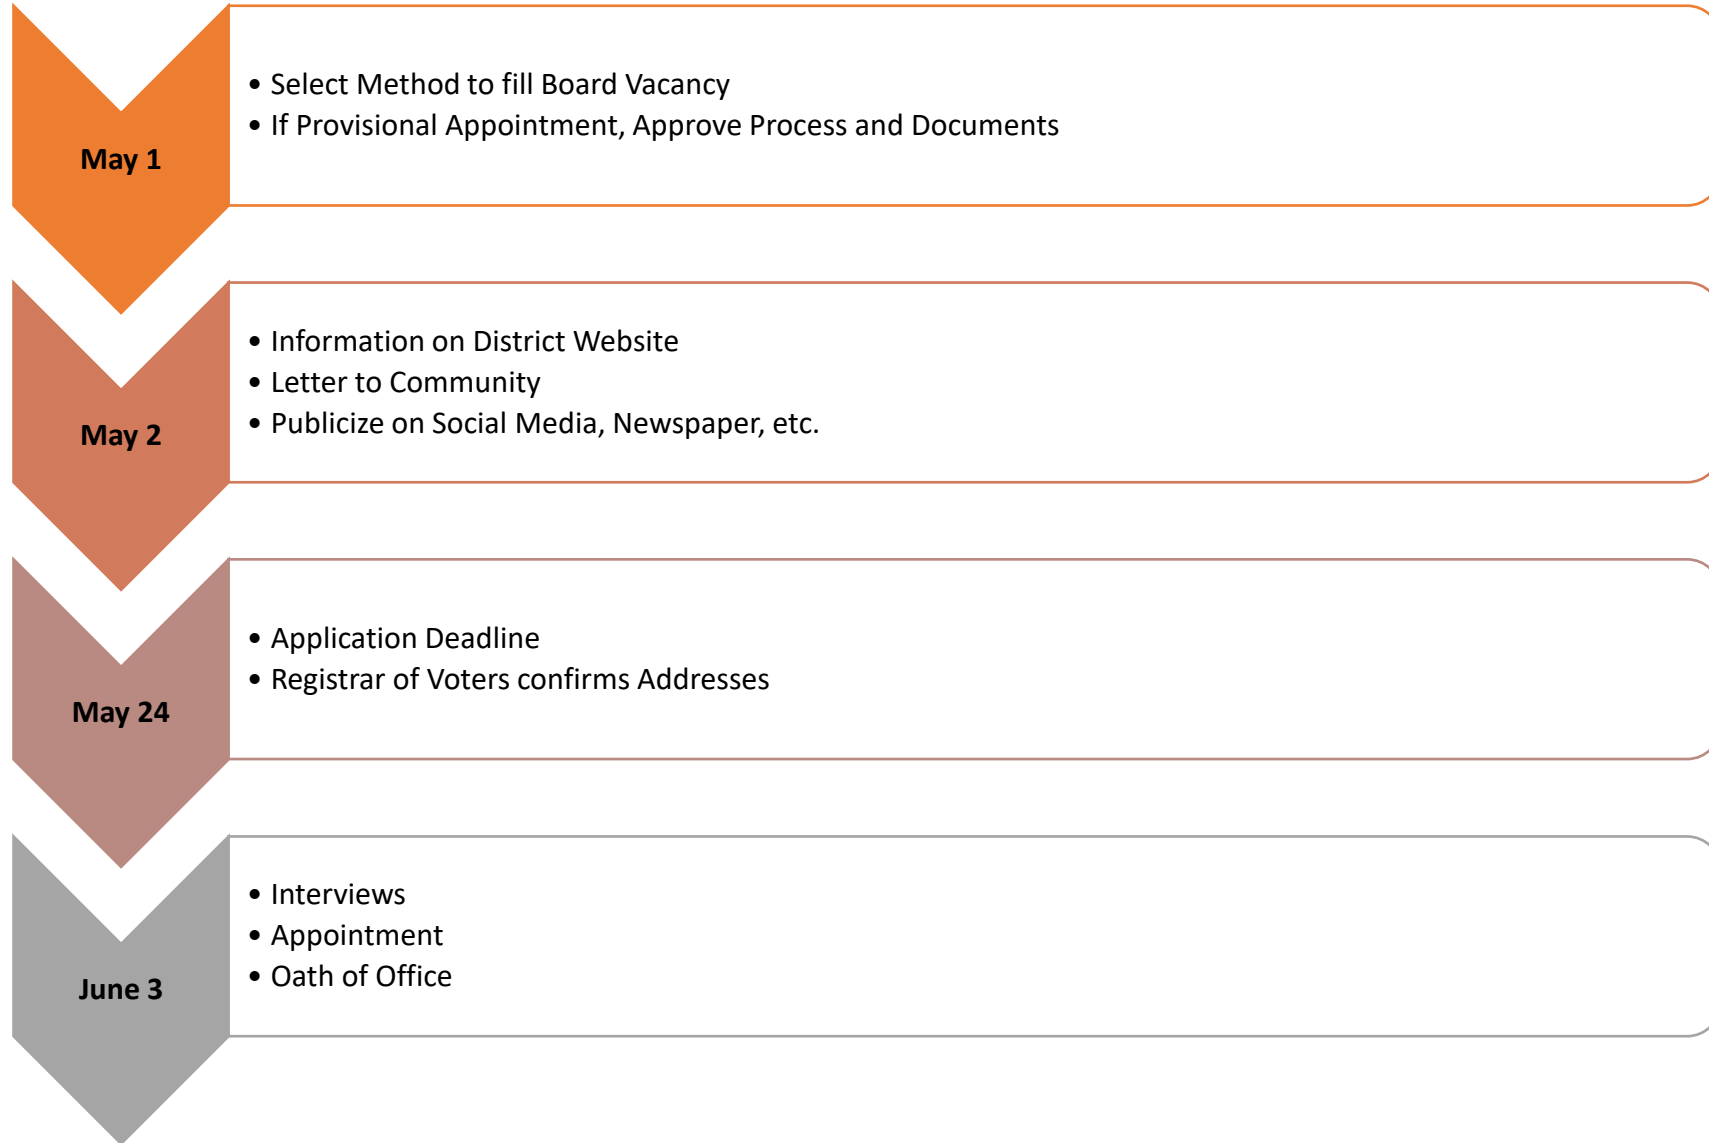 May 1
• Select Method to fill Board Vacancy
• If Provisional Appointment, Approve Process and Documents
May 2
• Information on District Website
• Letter to Community
• Publicize on Social Media, Newspaper, etc.
May 24
• Application Deadline
• Registrar of Voters confirms Addresses
June 3
• Interviews
• Appointment
• Oath of Office